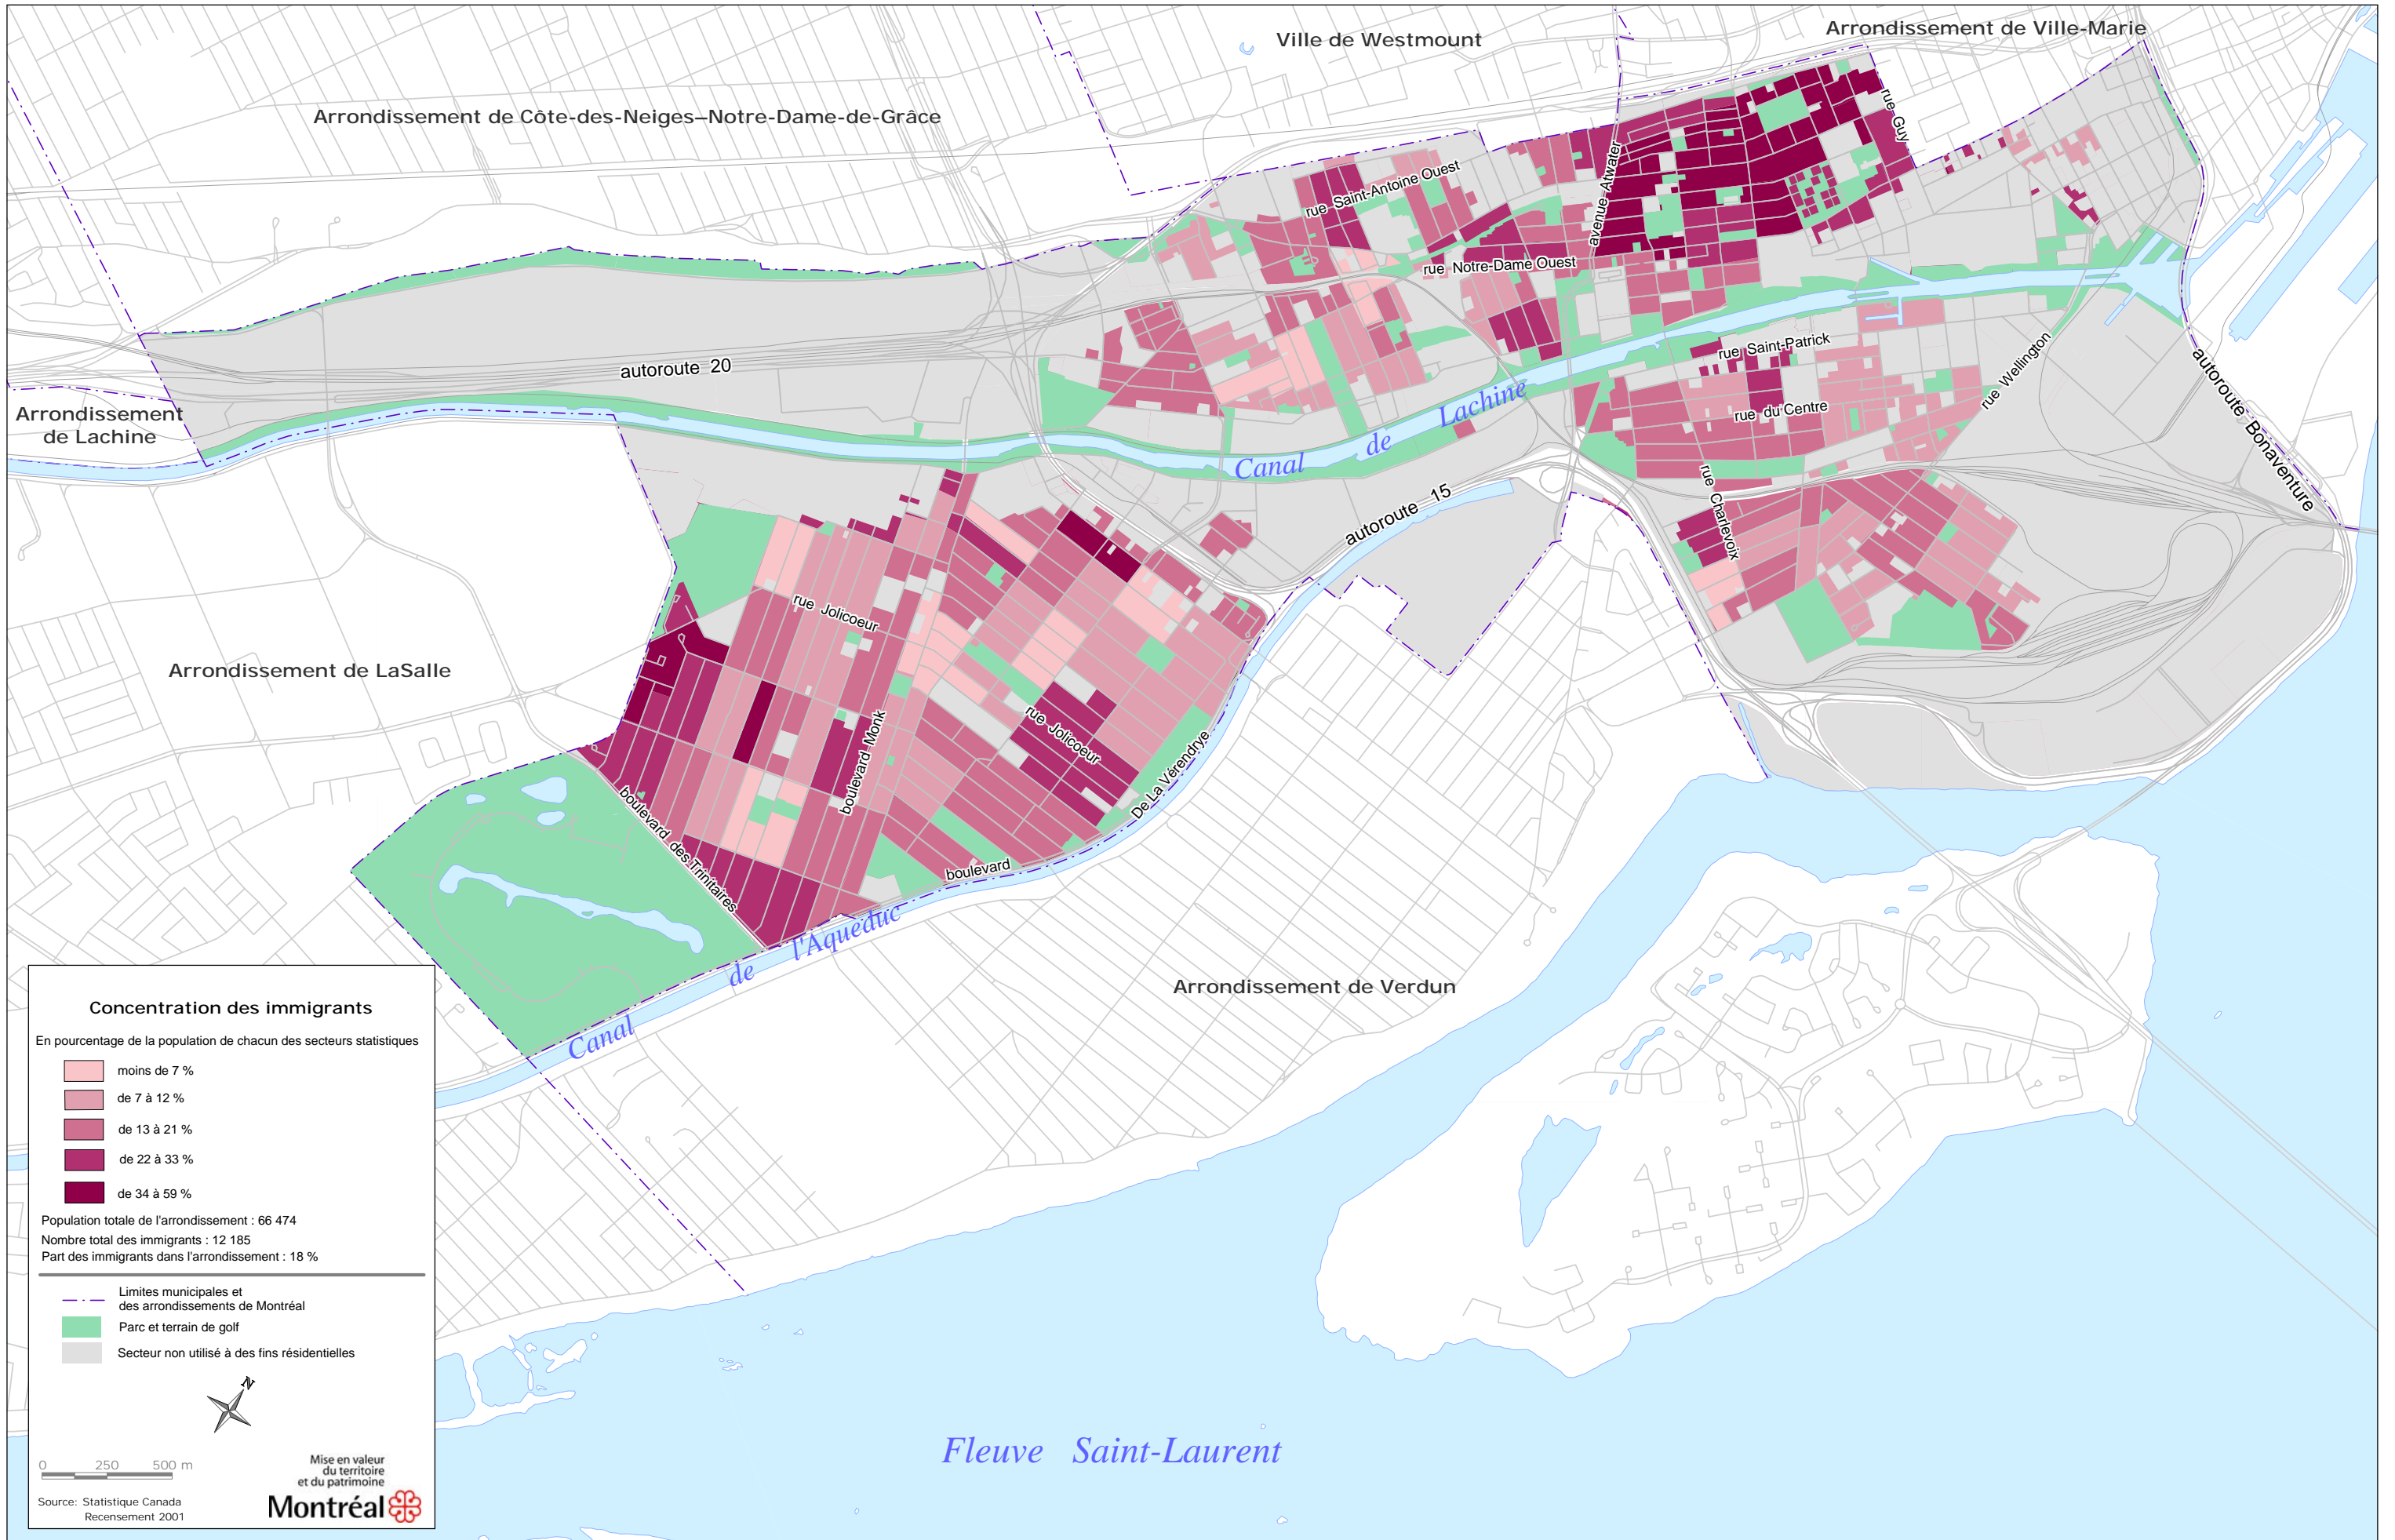 Ville de Westmount
Arrondissement de Ville-Marie
Arrondissement de Côte-des-Neiges–Notre-Dame-de-Grâce
rue Guy
rue Saint-Antoine Ouest
avenue Atwater
rue Notre-Dame Ouest
autoroute 20
rue Saint-Patrick
rue Wellington
autoroute Bonaventure
Arrondissement
de Lachine
Canal de Lachine
rue du Centre
rue Charlevoix
autoroute 15
rue Jolicoeur
Arrondissement de LaSalle
rue Jolicoeur
boulevard Monk
boulevard De La Vérendrye
boulevard des Trinitaires
Canal de l'Aqueduc
Arrondissement de Verdun
Fleuve Saint-Laurent
Concentration des immigrants
En pourcentage de la population de chacun des secteurs statistiques
moins de 7 %
de 7 à 12 %
de 13 à 21 %
de 22 à 33 %
de 34 à 59 %
Population totale de l'arrondissement : 66 474
Nombre total des immigrants : 12 185
Part des immigrants dans l'arrondissement : 18 %
Limites municipales et
des arrondissements de Montréal
Parc et terrain de golf
Secteur non utilisé à des fins résidentielles
N
0 250 500 m
Mise en valeur
du territoire
et du patrimoine
Montréal
Source: Statistique Canada
Recensement 2001